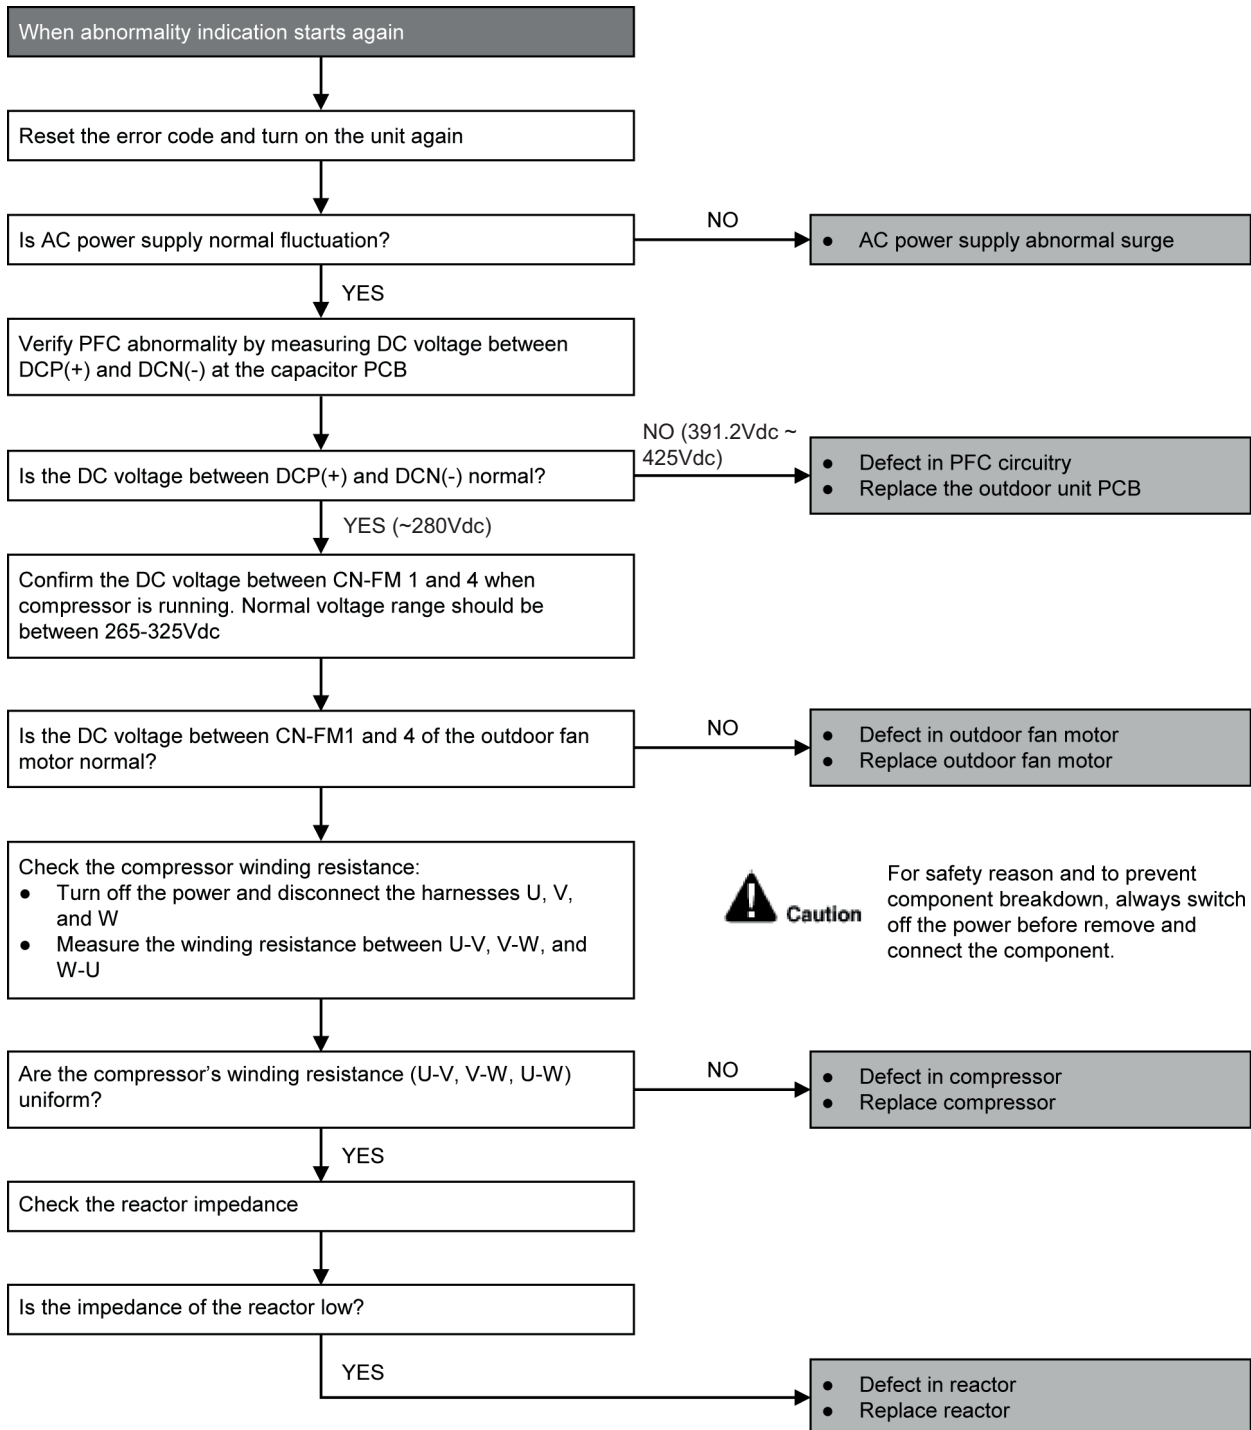 When abnormality indication starts again
Reset the error code and turn on the unit again
Is AC power supply normal fluctuation?
NO
● AC power supply abnormal surge
YES
Verify PFC abnormality by measuring DC voltage between
DCP(+) and DCN(-) at the capacitor PCB
Is the DC voltage between DCP(+) and DCN(-) normal?
NO (391.2Vdc ~
425Vdc)
● Defect in PFC circuitry
● Replace the outdoor unit PCB
YES (~280Vdc)
Confirm the DC voltage between CN-FM 1 and 4 when
compressor is running. Normal voltage range should be
between 265-325Vdc
Is the DC voltage between CN-FM1 and 4 of the outdoor fan
motor normal?
NO
● Defect in outdoor fan motor
● Replace outdoor fan motor
Check the compressor winding resistance:
● Turn off the power and disconnect the harnesses U, V,
and W
● Measure the winding resistance between U-V, V-W, and
W-U
Caution
For safety reason and to prevent
component breakdown, always switch
off the power before remove and
connect the component.
Are the compressor’s winding resistance (U-V, V-W, U-W)
uniform?
NO
● Defect in compressor
● Replace compressor
YES
Check the reactor impedance
Is the impedance of the reactor low?
YES
● Defect in reactor
● Replace reactor